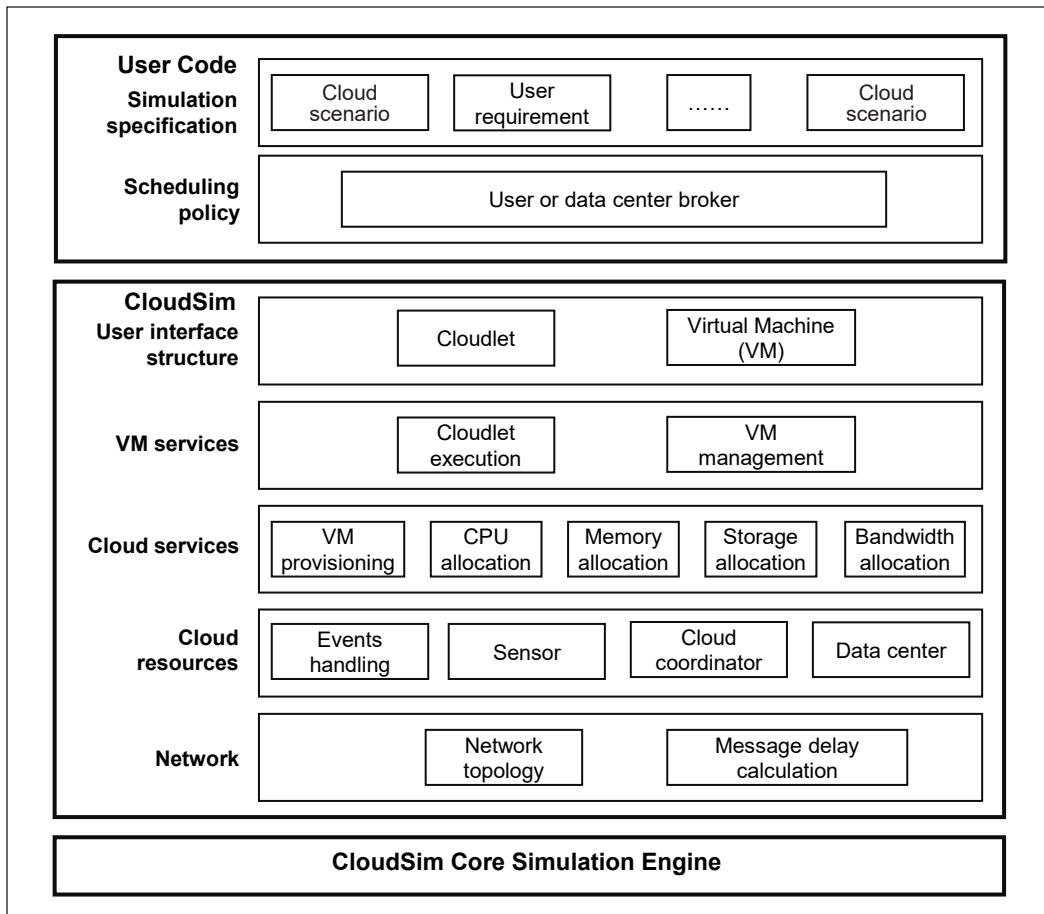 User Code
Simulation
specification
Cloud
scenario
User
requirement
......
Cloud
scenario
Scheduling
policy
User or data center broker
CloudSim
User interface
structure
Cloudlet
Virtual Machine
(VM)
VM services
Cloudlet
execution
VM
management
Cloud services
VM
provisioning
CPU
allocation
Memory
allocation
Storage
allocation
Bandwidth
allocation
Cloud
resources
Events
handling
Sensor
Cloud
coordinator
Data center
Network
Network
topology
Message delay
calculation
CloudSim Core Simulation Engine